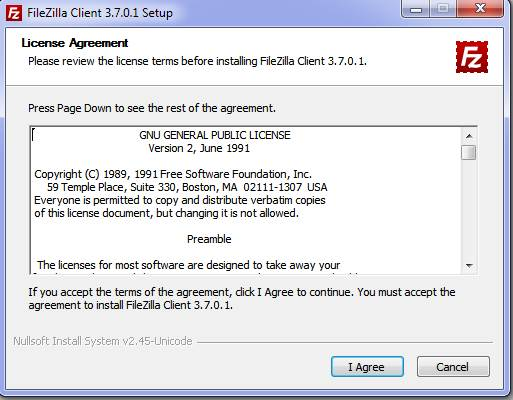 FileZilla Client 3.7.0.1 Setup
License Agreement
Please review the license terms before installing FileZilla Client 3.7.0.1.
FZ
Press Page Down to see the rest of the agreement.
GNU GENERAL PUBLIC LICENSE
Version 2, June 1991
Copyright (C) 1989, 1991 Free Software Foundation, Inc.
59 Temple Place, Suite 330, Boston, MA 02111-1307 USA
Everyone is permitted to copy and distribute verbatim copies
of this license document, but changing it is not allowed.
Preamble
The licenses for most software are designed to take away your
If you accept the terms of the agreement, click I Agree to continue. You must accept the
agreement to install FileZilla Client 3.7.0.1.
Nullsoft Install System v2.45-Unicode
I Agree
Cancel